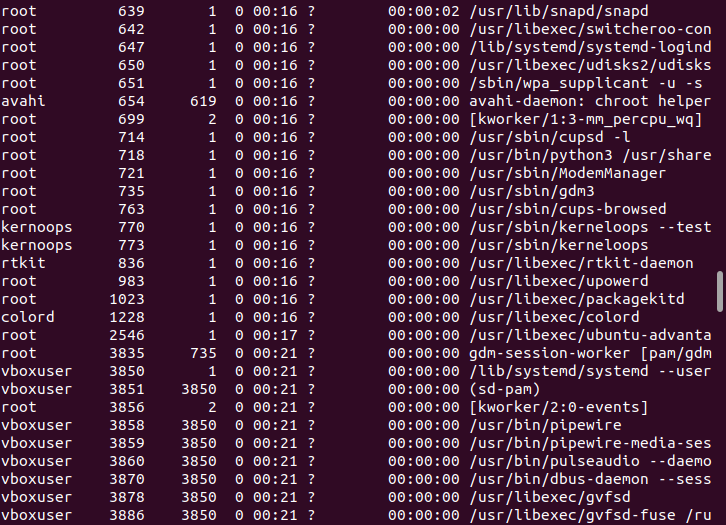 root 639 1 0 00:16 ? 00:00:02 /usr/lib/snapd/snapd
root 642 1 0 00:16 ? 00:00:00 /usr/libexec/switcheroo-con
root 647 1 0 00:16 ? 00:00:00 /lib/systemd/systemd-logind
root 650 1 0 00:16 ? 00:00:00 /usr/libexec/udisks2/udisks
root 651 1 0 00:16 ? 00:00:00 /sbin/wpa_supplicant -u -s
avahi 654 619 0 00:16 ? 00:00:00 avahi-daemon: chroot helper
root 699 2 0 00:16 ? 00:00:00 [kworker/1:3-mm_percpu_wq]
root 714 1 0 00:16 ? 00:00:00 /usr/sbin/cupsd -l
root 718 1 0 00:16 ? 00:00:00 /usr/bin/python3 /usr/share
root 721 1 0 00:16 ? 00:00:00 /usr/sbin/ModemManager
root 735 1 0 00:16 ? 00:00:00 /usr/sbin/gdm3
root 763 1 0 00:16 ? 00:00:00 /usr/sbin/cups-browsed
kernoops 770 1 0 00:16 ? 00:00:00 /usr/sbin/kerneloops --test
kernoops 773 1 0 00:16 ? 00:00:00 /usr/sbin/kerneloops
rtkit 836 1 0 00:16 ? 00:00:00 /usr/libexec/rtkit-daemon
root 983 1 0 00:16 ? 00:00:00 /usr/libexec/upowerd
root 1023 1 0 00:16 ? 00:00:00 /usr/libexec/packagekitd
colord 1228 1 0 00:16 ? 00:00:00 /usr/libexec/colord
root 2546 1 0 00:17 ? 00:00:00 /usr/libexec/ubuntu-advanta
root 3835 735 0 00:21 ? 00:00:00 gdm-session-worker [pam/gdm
vboxuser 3850 1 0 00:21 ? 00:00:00 /lib/systemd/systemd --user
vboxuser 3851 3850 0 00:21 ? 00:00:00 (sd-pam)
root 3856 2 0 00:21 ? 00:00:00 [kworker/2:0-events]
vboxuser 3858 3850 0 00:21 ? 00:00:00 /usr/bin/pipewire
vboxuser 3859 3850 0 00:21 ? 00:00:00 /usr/bin/pipewire-media-ses
vboxuser 3860 3850 0 00:21 ? 00:00:00 /usr/bin/pulseaudio --daemo
vboxuser 3870 3850 0 00:21 ? 00:00:00 /usr/bin/dbus-daemon --sess
vboxuser 3878 3850 0 00:21 ? 00:00:00 /usr/libexec/gvfsd
vboxuser 3886 3850 0 00:21 ? 00:00:00 /usr/libexec/gvfsd-fuse /ru